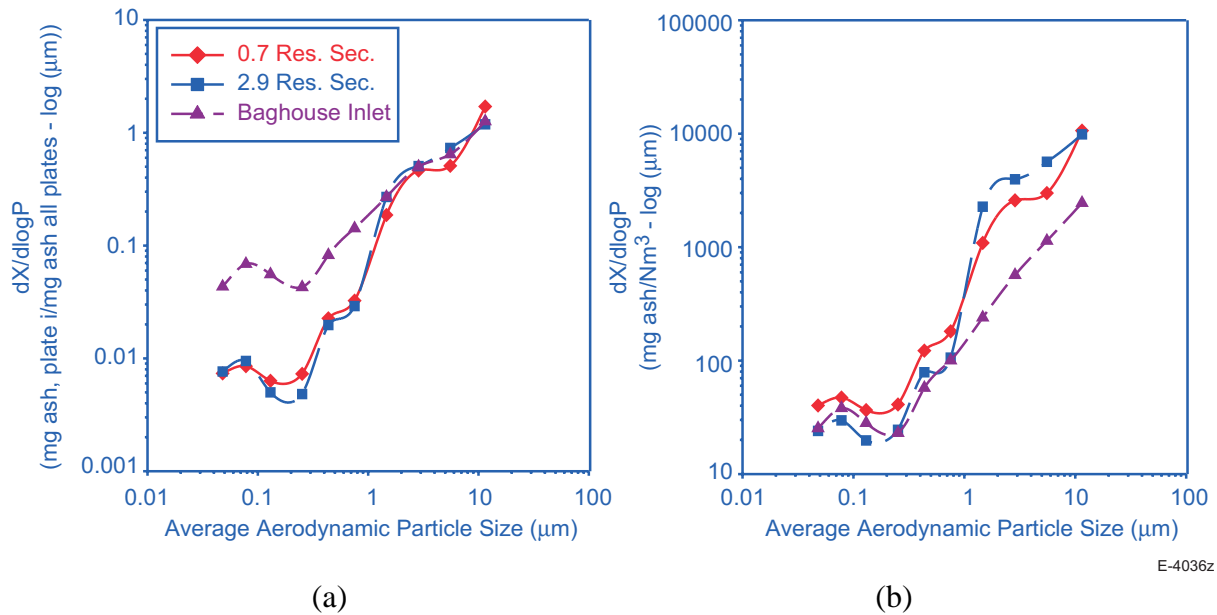 10
1
0.1
0.01
0.001
dX/dlogP
(mg ash, plate i/mg ash all plates - log (μm))
0.7 Res. Sec.
2.9 Res. Sec.
Baghouse Inlet
0.01 0.1 1 10 100
Average Aerodynamic Particle Size (μm)
(a)
100000
10000
1000
100
10
dX/dlogP
(mg ash/Nm³ - log (μm))
0.01 0.1 1 10 100
Average Aerodynamic Particle Size (μm)
E-4036z
(b)